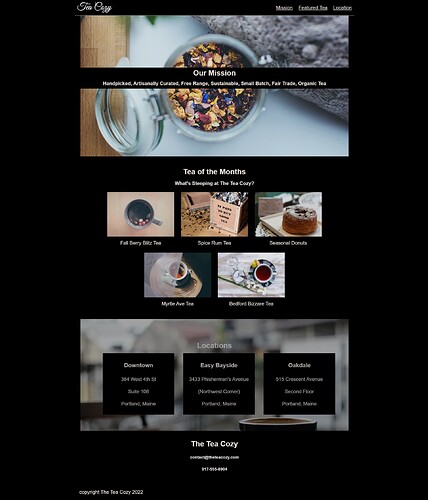 Tea Cozy
Mission Featured Tea Location
Our Mission
Handpicked, Artisanally Curated, Free Range, Sustainable, Small Batch, Fair Trade, Organic Tea
Tea of the Months
What's Steeping at The Tea Cozy?
Fall Berry Blitz Tea
Spice Rum Tea
Seasonal Donuts
Myrtle Ave Tea
Bedford Bizzare Tea
Locations
Downtown
384 West 4th St
Suite 108
Portland, Maine
Easy Bayside
3433 Phisherman's Avenue
(Northwest Corner)
Portland, Maine
Oakdale
515 Crescent Avenue
Second Floor
Portland, Maine
The Tea Cozy
contact@theteacozy.com
917-555-8904
copyright The Tea Cozy 2022